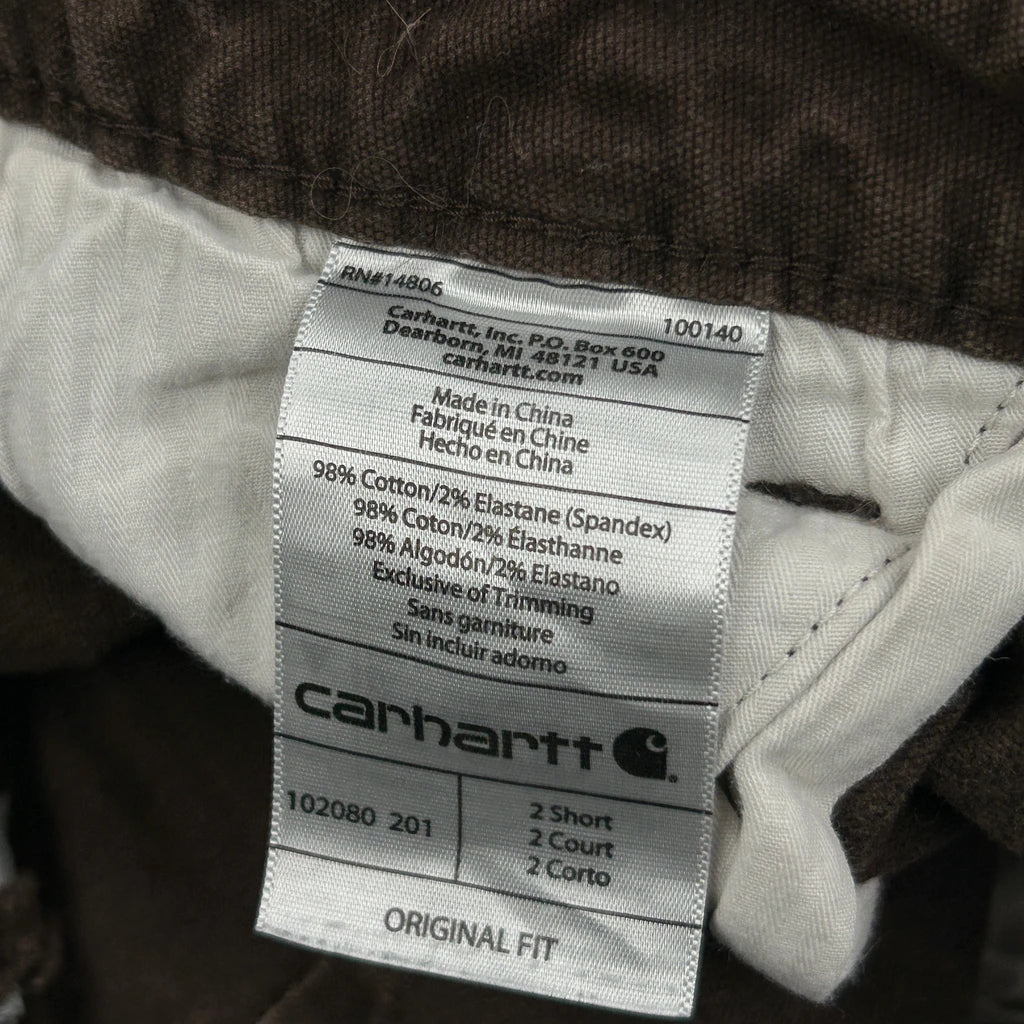 RN#14806
100140
Carhartt, Inc. P.O. Box 600
Dearborn, MI 48121 USA
carhartt.com
Made in China
Fabriqué en Chine
Hecho en China
98% Cotton/2% Elastane (Spandex)
98% Coton/2% Élasthanne
98% Algodón/2% Elastano
Exclusive of Trimming
Sans garniture
Sin incluir adorno
carhartt
102080 201
2 Short
2 Court
2 Corto
ORIGINAL FIT